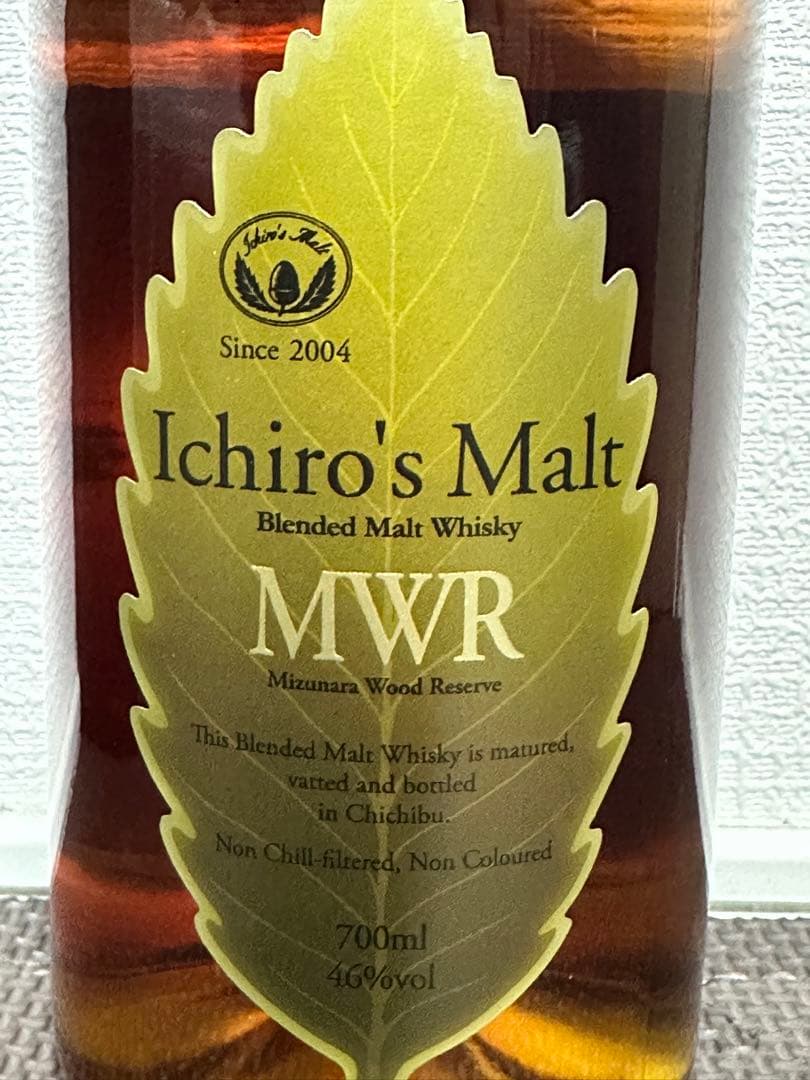 Ichiro's Malt
Since 2004
Ichiro's Malt
Blended Malt Whisky
MWR
Mizunara Wood Reserve
This Blended Malt Whisky is matured,
vatted and bottled
in Chichibu.
Non Chill-filtered, Non Coloured
700ml
46%vol